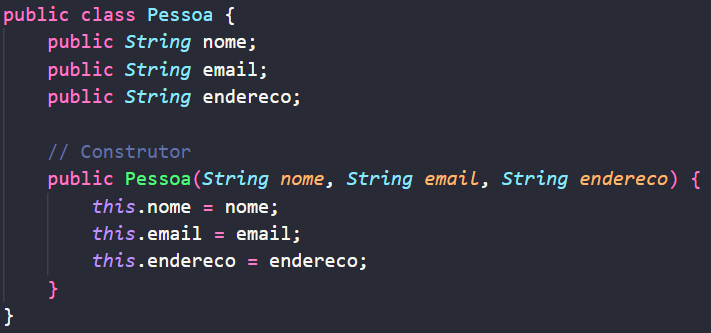 public class Pessoa {
    public String nome;
    public String email;
    public String endereco;

    // Construtor
    public Pessoa(String nome, String email, String endereco) {
        this.nome = nome;
        this.email = email;
        this.endereco = endereco;
    }
}